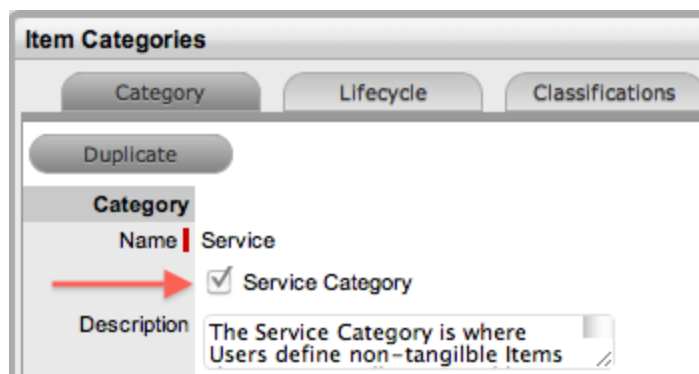 Item Categories
Category Lifecycle Classifications
Duplicate
Category
Name Service
Service Category
Description The Service Category is where
Users define non-tangilble Items